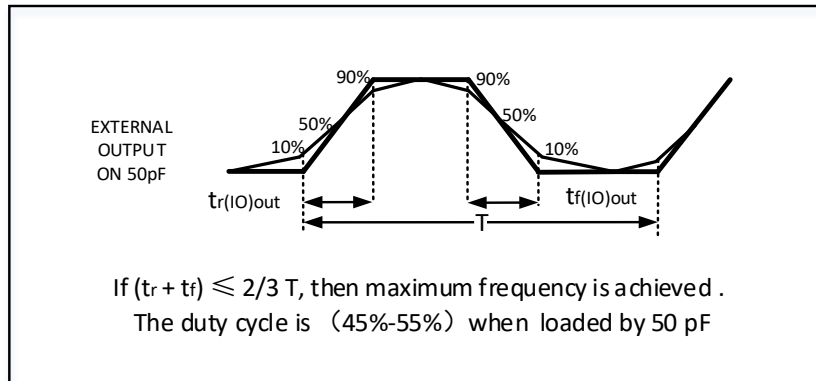 90%
90%
50%
50%
EXTERNAL
OUTPUT
ON 50pF
10%
10%
tr(IO)out
tf(IO)out
T
If (tr + tf) ≤ 2/3 T, then maximum frequency is achieved .
The duty cycle is （45%-55%）when loaded by 50 pF